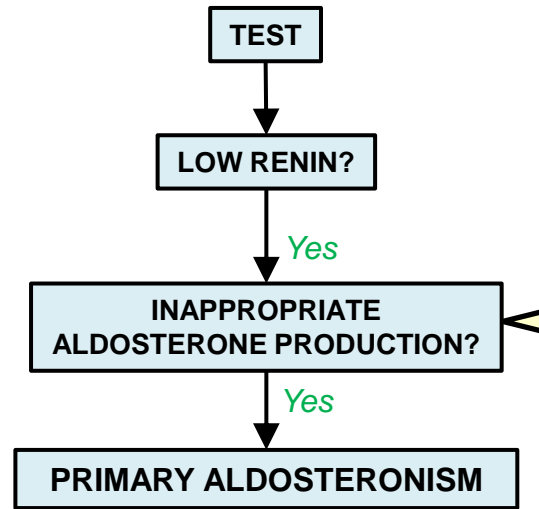 TEST
LOW RENIN?
Yes
INAPPROPRIATE
ALDOSTERONE PRODUCTION?
Yes
PRIMARY ALDOSTERONISM